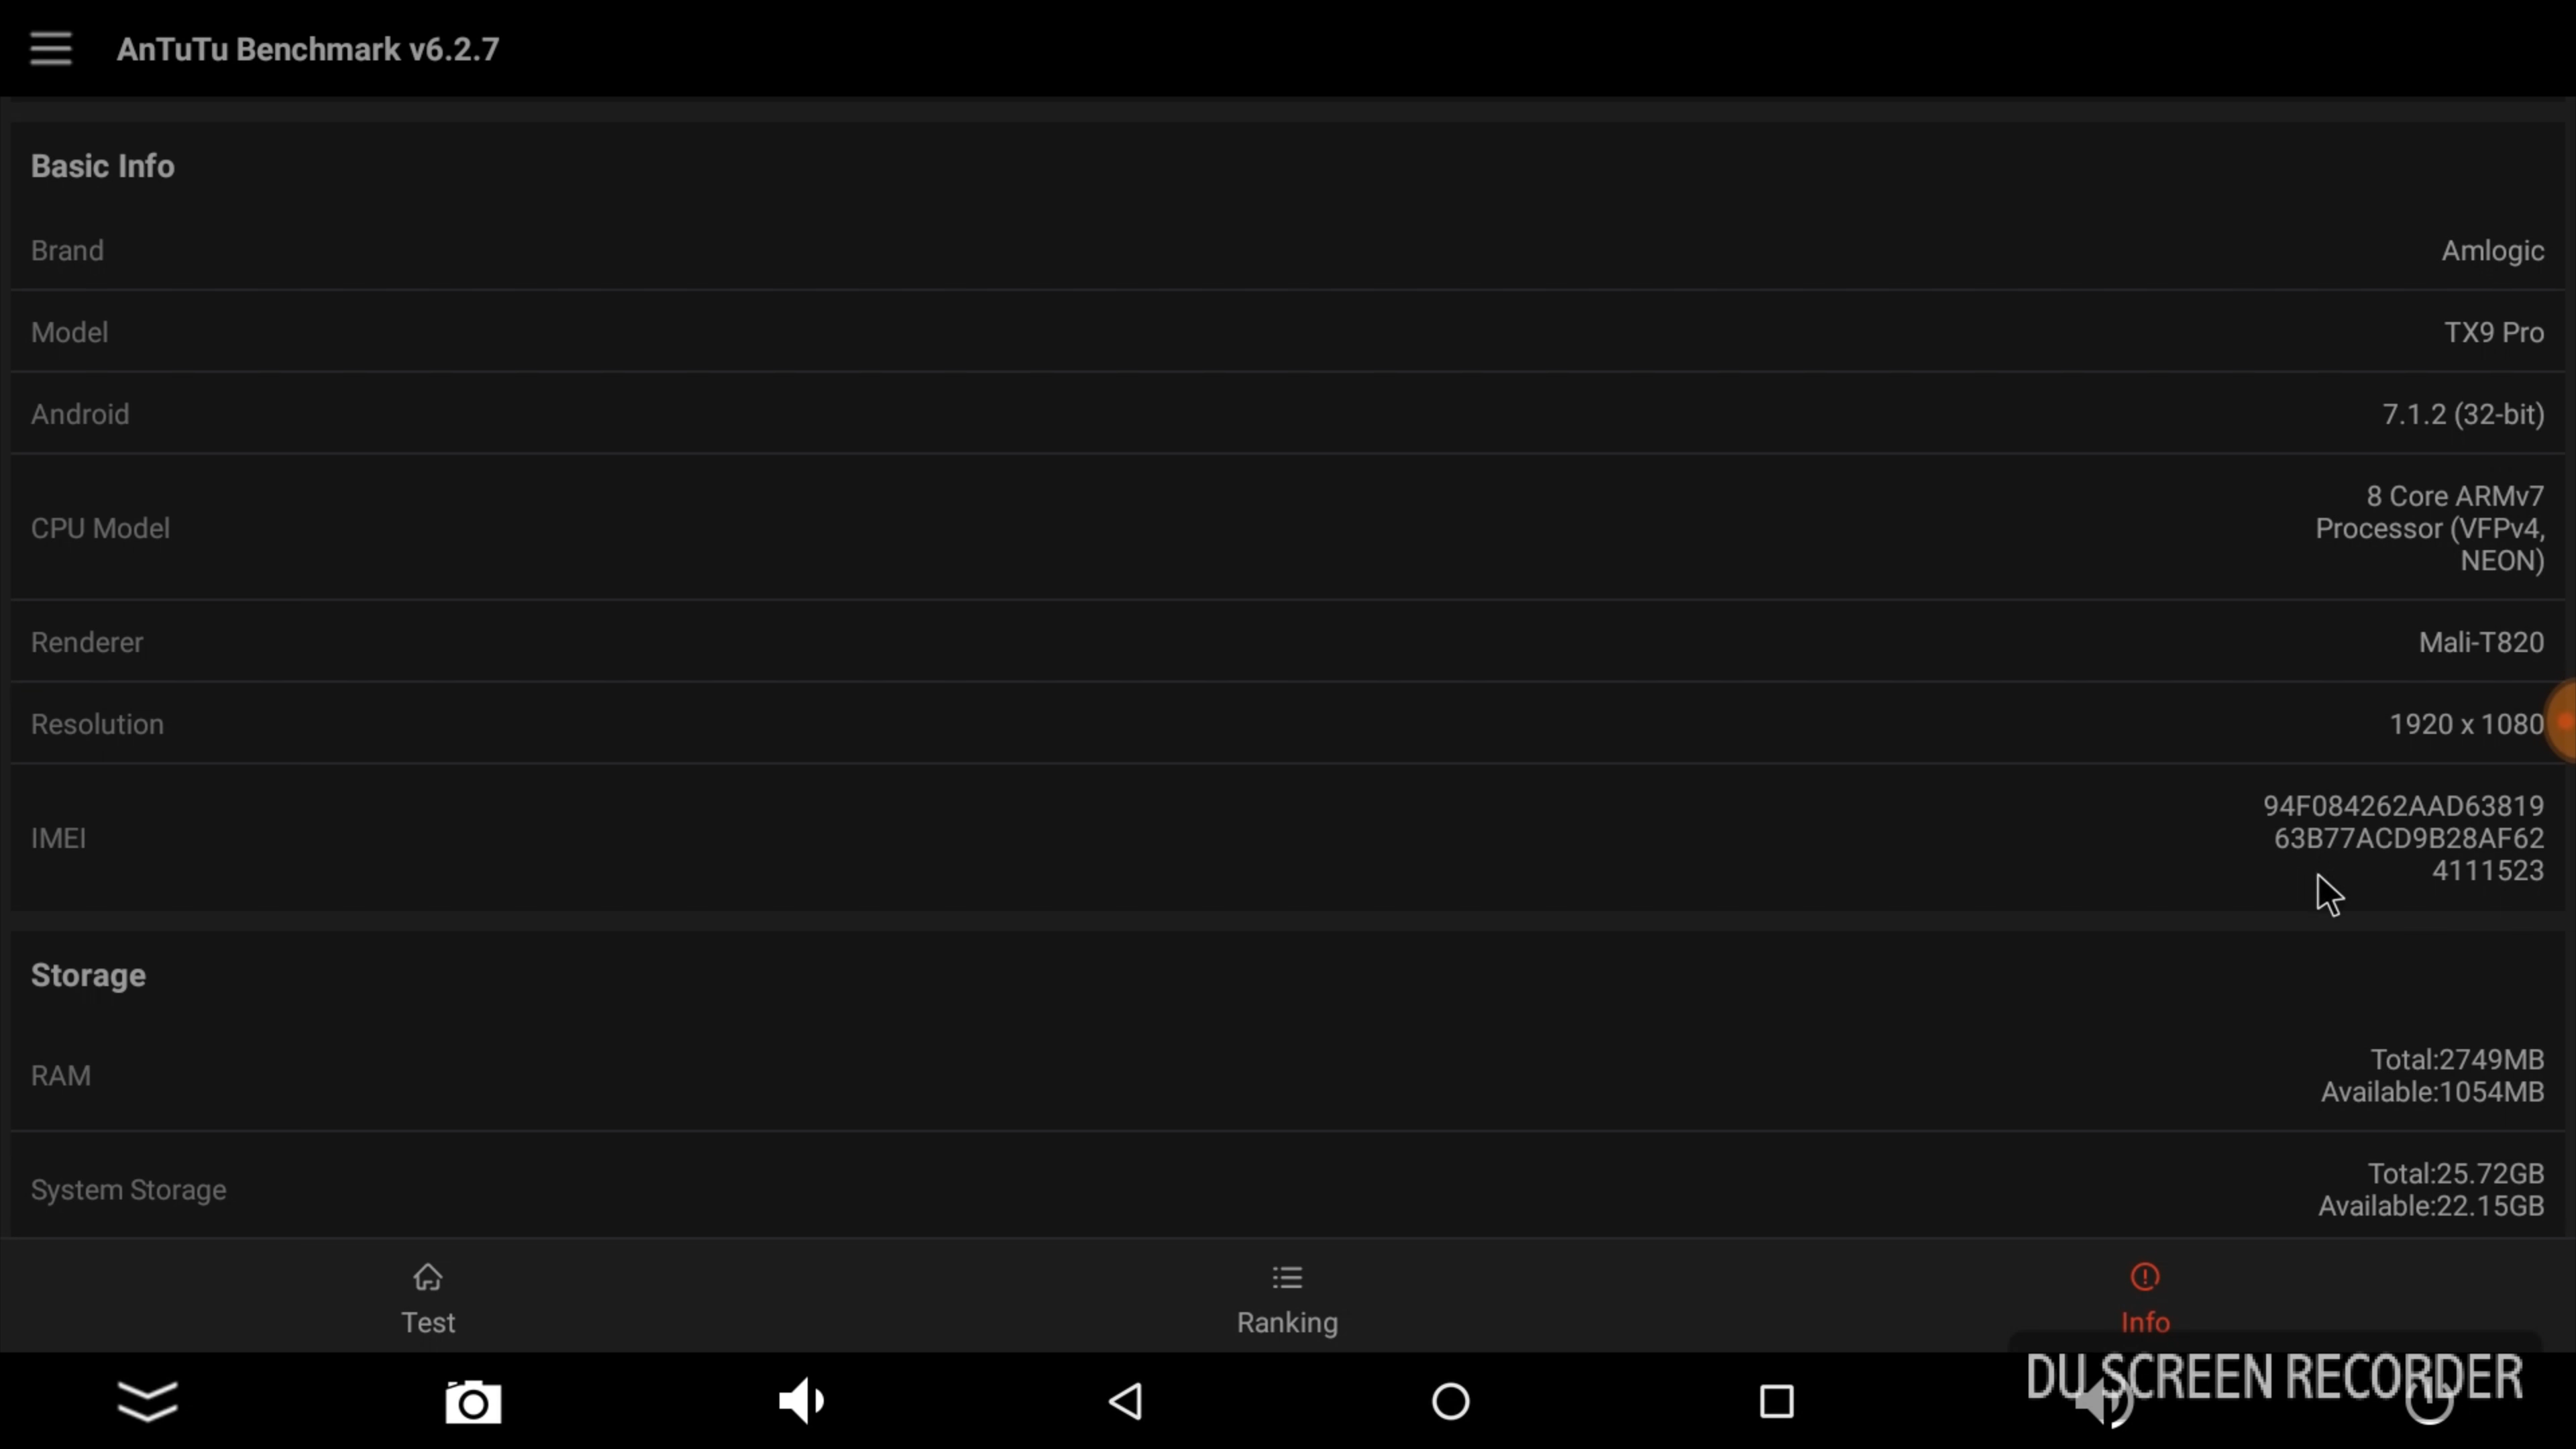 AnTuTu Benchmark v6.2.7
Basic Info
Brand
Amlogic
Model
TX9 Pro
Android
7.1.2 (32-bit)
CPU Model
8 Core ARMv7
Processor (VFPv4,
NEON)
Renderer
Mali-T820
Resolution
1920 x 1080
IMEI
94F084262AAD63819
63B77ACD9B28AF62
4111523
Storage
RAM
Total:2749MB
Available:1054MB
System Storage
Total:25.72GB
Available:22.15GB
Test
Ranking
Info
DU SCREEN RECORDER